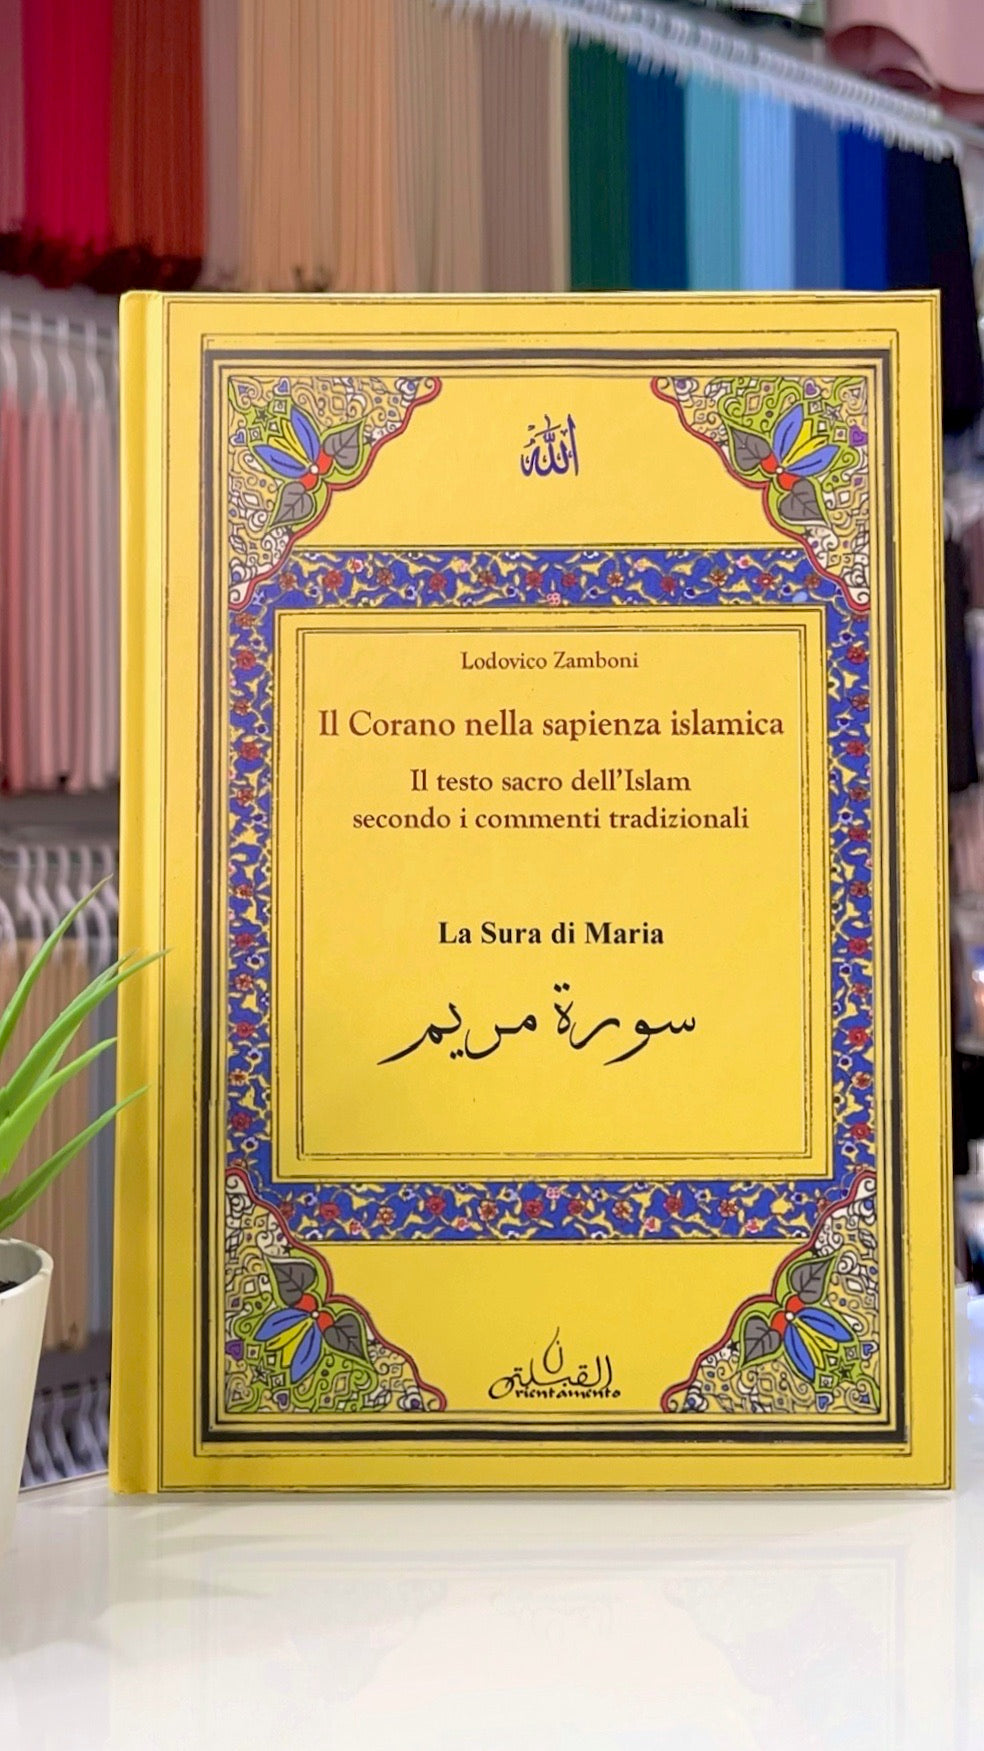 الله
Lodovico Zamboni
Il Corano nella sapienza islamica
Il testo sacro dell'Islam
secondo i commenti tradizionali
La Sura di Maria
سورة مريم
القبلة
Orientamento